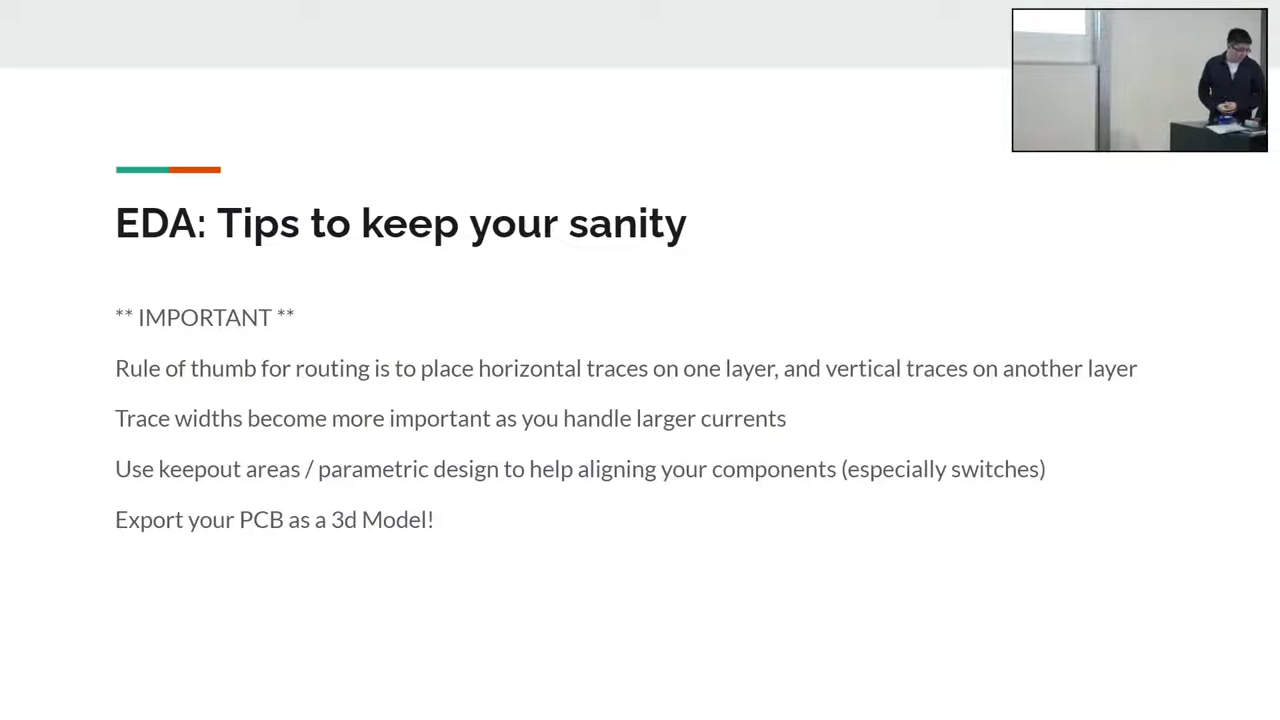 EDA: Tips to keep your sanity
** IMPORTANT **
Rule of thumb for routing is to place horizontal traces on one layer, and vertical traces on another layer
Trace widths become more important as you handle larger currents
Use keepout areas / parametric design to help aligning your components (especially switches)
Export your PCB as a 3d Model!